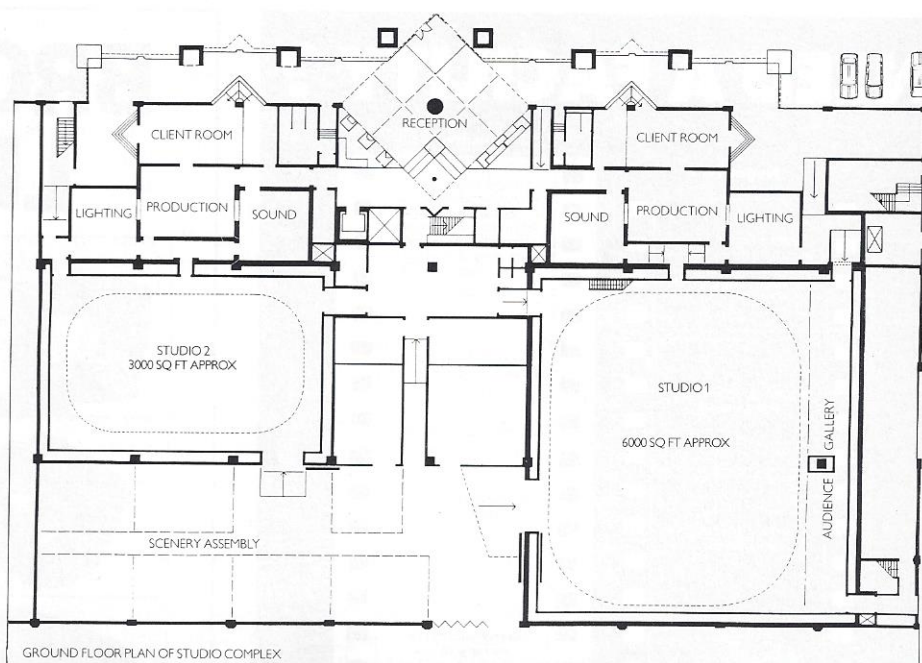 RECEPTION
CLIENT ROOM
CLIENT ROOM
LIGHTING
PRODUCTION
SOUND
SOUND
PRODUCTION
LIGHTING
STUDIO 2
3000 SQ FT APPROX
STUDIO 1
6000 SQ FT APPROX
AUDIENCE GALLERY
SCENERY ASSEMBLY
GROUND FLOOR PLAN OF STUDIO COMPLEX